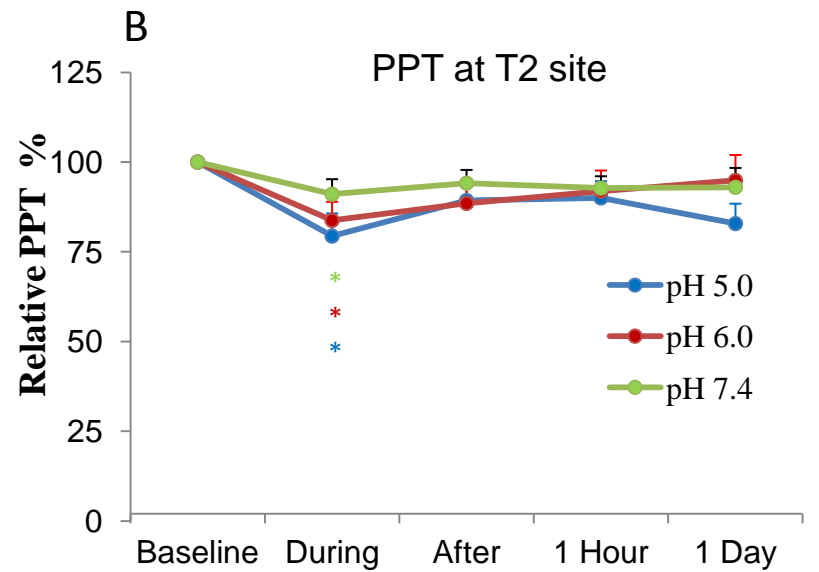 B
PPT at T2 site
Relative PPT %
125
100
75
50
25
0
*
*
*
pH 5.0
pH 6.0
pH 7.4
Baseline During After 1 Hour 1 Day